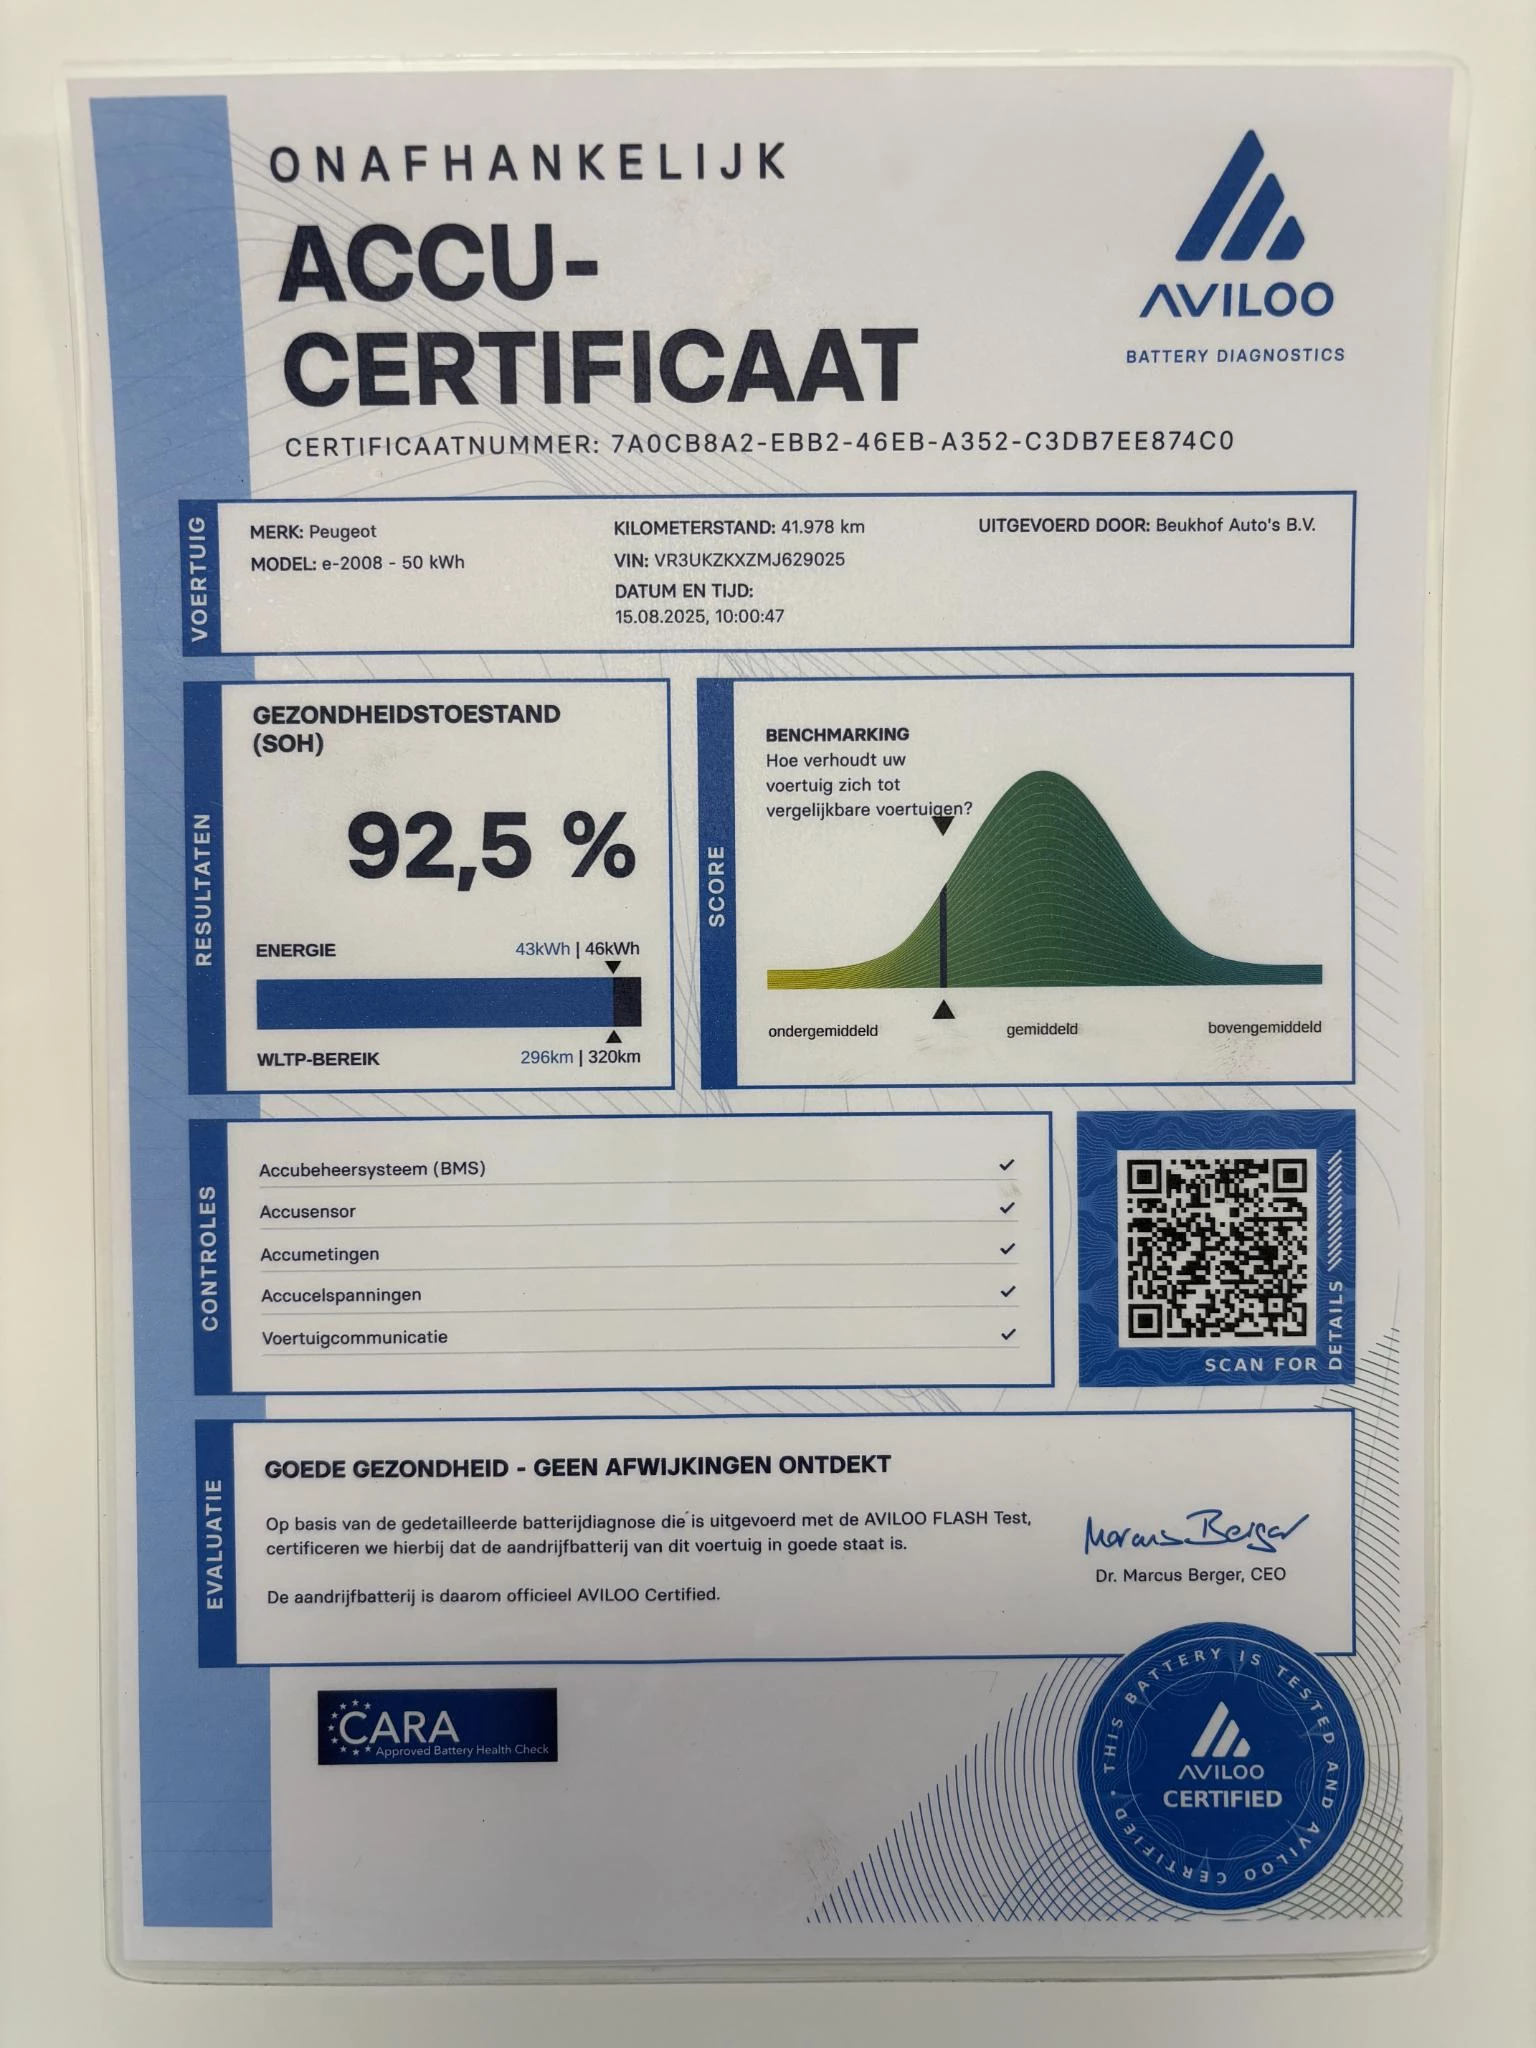 ONAFHANKELIJK
ACCU-
CERTIFICAAT
AVILOO
BATTERY DIAGNOSTICS
CERTIFICAATNUMMER: 7A0CB8A2-EBB2-46EB-A352-C3DB7EE874C0
VOERTUIG
MERK: Peugeot
MODEL: e-2008 - 50 kWh
KILOMETERSTAND: 41.978 km
VIN: VR3UKZKXZMJ629025
DATUM EN TIJD:
15.08.2025, 10:00:47
UITGEVOERD DOOR: Beukhof Auto's B.V.
RESULTATEN
GEZONDHEIDSTOESTAND
(SOH)
92,5 %
ENERGIE 43kWh | 46kWh
WLTP-BEREIK 296km | 320km
SCORE
BENCHMARKING
Hoe verhoudt uw
voertuig zich tot
vergelijkbare voertuigen?
ondergemiddeld gemiddeld bovengemiddeld
CONTROLES
Accubeheersysteem (BMS) ✓
Accusensor ✓
Accumetingen ✓
Accucelspanningen ✓
Voertuigcommunicatie ✓
SCAN FOR DETAILS
EVALUATIE
GOEDE GEZONDHEID - GEEN AFWIJKINGEN ONTDEKT
Op basis van de gedetailleerde batterijdiagnose die is uitgevoerd met de AVILOO FLASH Test,
certificeren we hierbij dat de aandrijfbatterij van dit voertuig in goede staat is.
De aandrijfbatterij is daarom officieel AVILOO Certified.
Marcus Berger
Dr. Marcus Berger, CEO
CARA
Approved Battery Health Check
THIS BATTERY IS TESTED AND AVILOO CERTIFIED
AVILOO
CERTIFIED